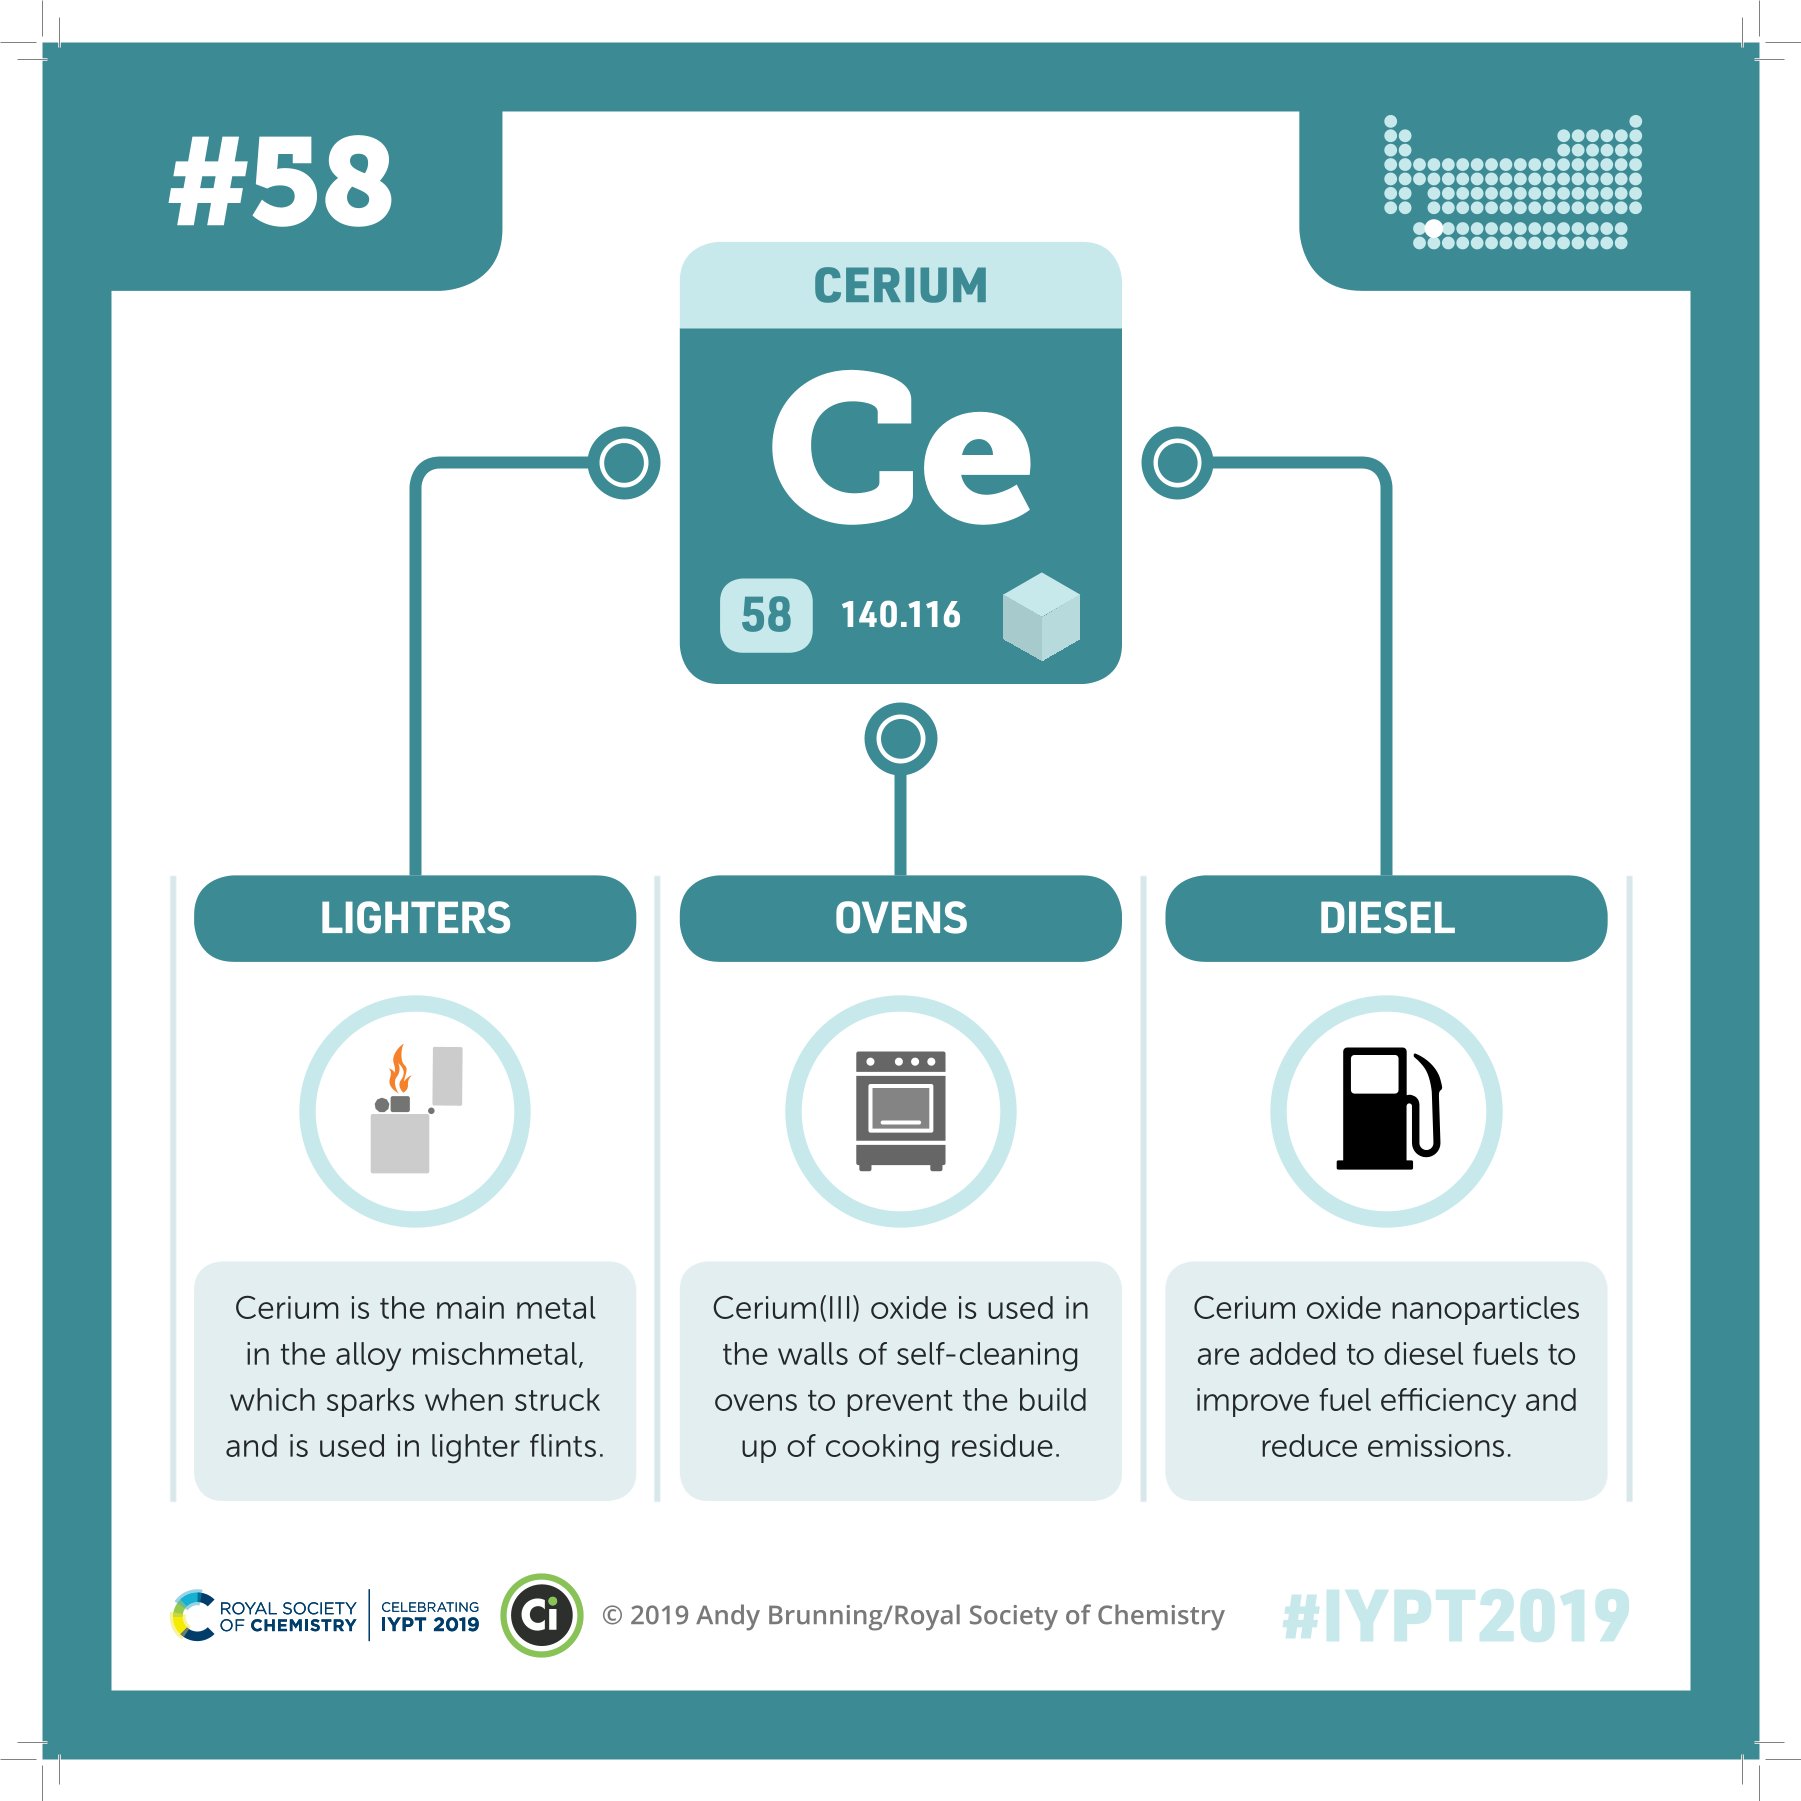 #58
CERIUM
Ce
58
140.116
LIGHTERS
OVENS
DIESEL
Cerium is the main metal
in the alloy mischmetal,
which sparks when struck
and is used in lighter flints.
Cerium(III) oxide is used in
the walls of self-cleaning
ovens to prevent the build
up of cooking residue.
Cerium oxide nanoparticles
are added to diesel fuels to
improve fuel efficiency and
reduce emissions.
ROYAL SOCIETY
OF CHEMISTRY
CELEBRATING
IYPT 2019
Ci
© 2019 Andy Brunning/Royal Society of Chemistry
#IYPT2019